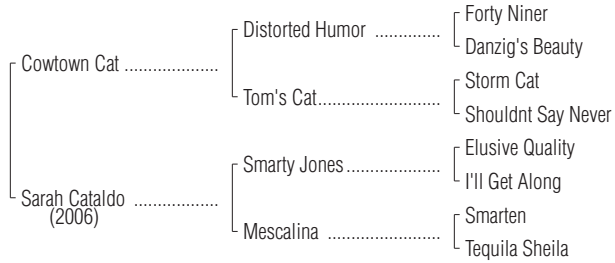 Forty Niner
Distorted Humor ..............
Danzig's Beauty
Cowtown Cat ....................
Storm Cat
Tom's Cat..........................
Shouldnt Say Never
Elusive Quality
Smarty Jones....................
I'll Get Along
Sarah Cataldo ..................
(2006)
Smarten
Mescalina .........................
Tequila Sheila